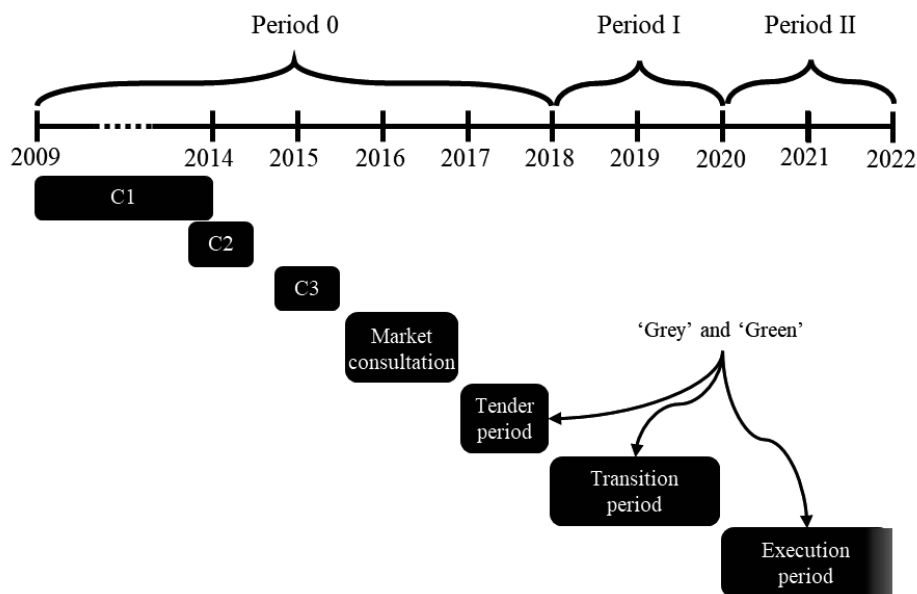 Period 0
Period I
Period II
2009
2014
2015
2016
2017
2018
2019
2020
2021
2022
C1
C2
C3
Market
consultation
‘Grey’ and ‘Green’
Tender
period
Transition
period
Execution
period